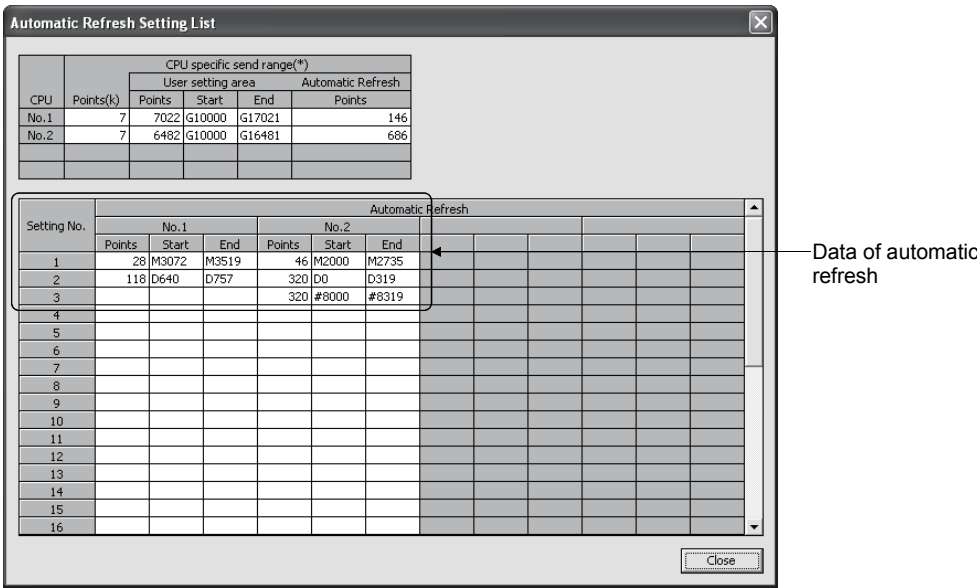 Automatic Refresh Setting List
CPU specific send range(*)
User setting area Automatic Refresh
CPU Points(k) Points Start End Points
No.1 7 7022 G10000 G17021 146
No.2 7 6482 G10000 G16481 686
Automatic Refresh
Setting No. No.1 No.2
Points Start End Points Start End
1 28 M3072 M3519 46 M2000 M2735
2 118 D640 D757 320 D0 D319
3 320 #8000 #8319
4
5
6
7
8
9
10
11
12
13
14
15
16
Close
Data of automatic
refresh